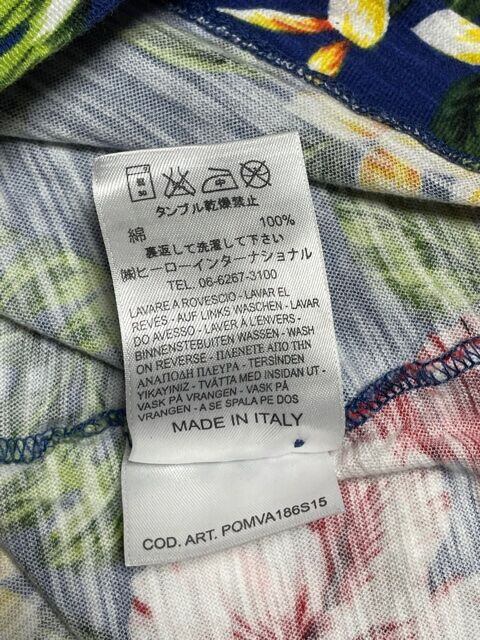 弱
30
中
タンブル乾燥禁止
綿 100%
裏返して洗濯して下さい
㈱ヒーローインターナショナル
TEL. 06-6267-3100
LAVARE A ROVESCIO - LAVAR EL
REVÉS - AUF LINKS WASCHEN - LAVAR
DO AVESSO - LAVER A L'ENVERS -
BINNENSTEBUITEN WASSEN - WASH
ON REVERSE - ΠΛΕΝΕΤΕ ΑΠΟ ΤΗΝ
ΑΝΑΠΟΔΗ ΠΛΕΥΡΑ - TERSİNDEN
YIKAYINIZ - TVÄTTA MED INSIDAN UT -
VASK PÅ VRANGEN - VASK PÅ
VRANGEN - A SE SPALA PE DOS
MADE IN ITALY
COD. ART. POMVA186S15